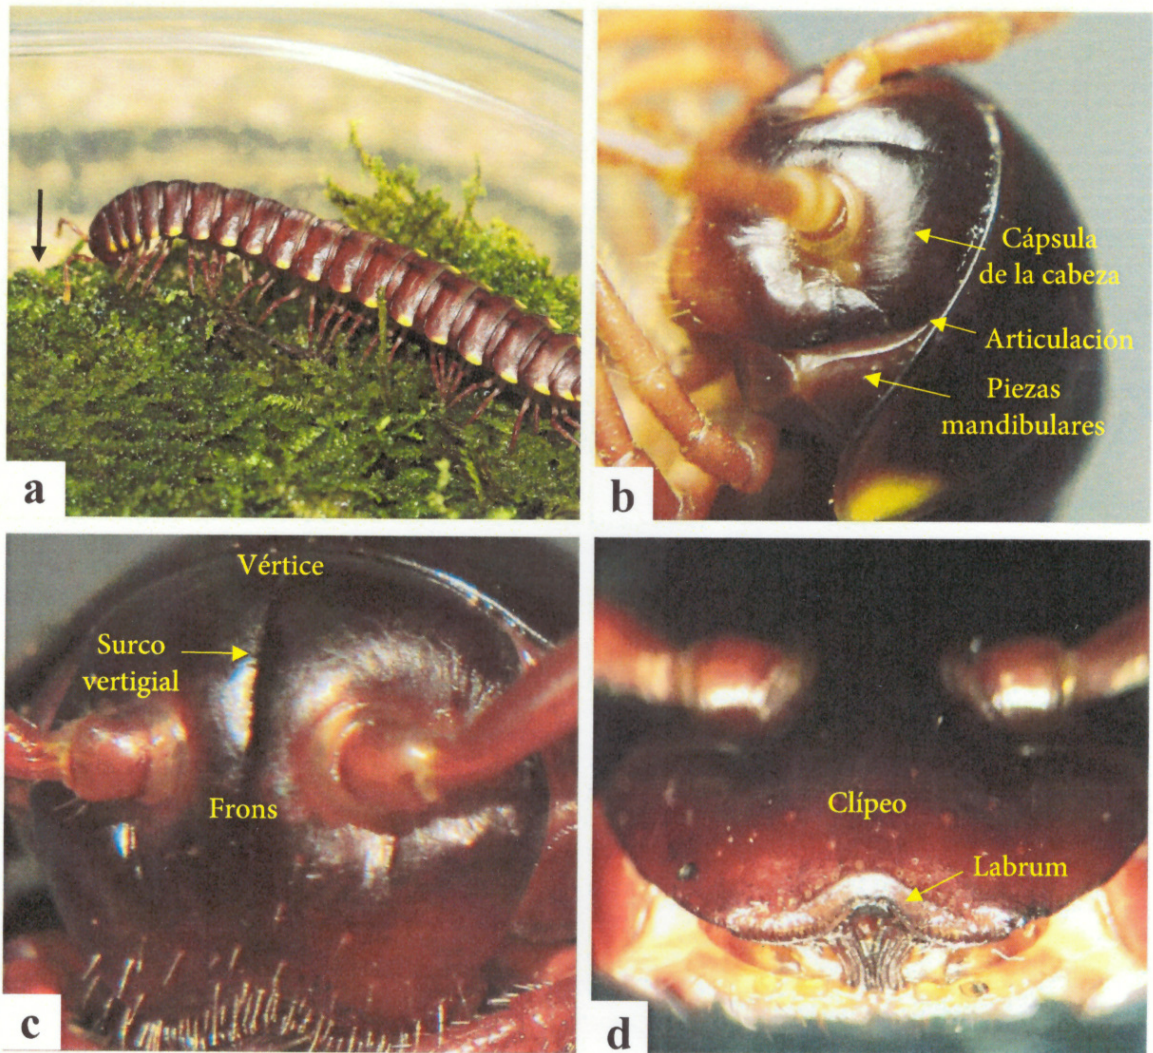 a
b
Cápsula
de la cabeza
Articulación
Piezas
mandibulares
c
Vértice
Surco
vertigial
Frons
d
Clípeo
Labrum